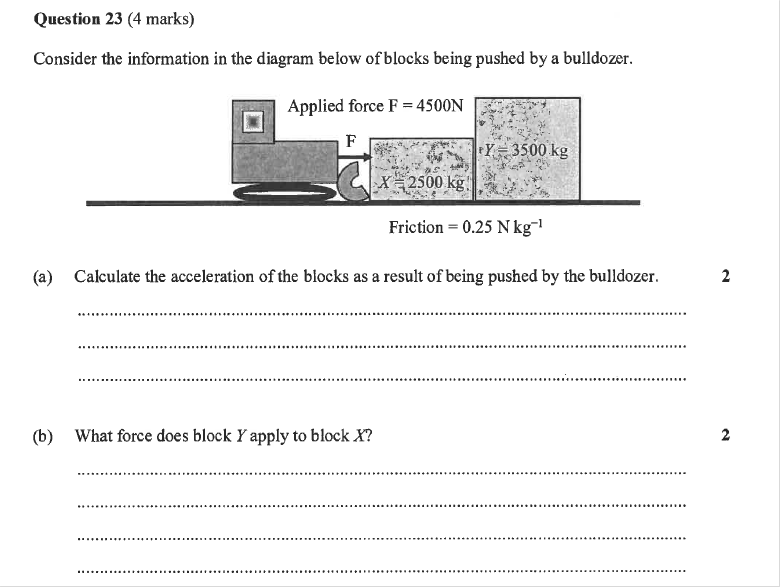 Question 23 (4 marks)
Consider the information in the diagram below of blocks being pushed by a bulldozer.
Applied force F = 4500N
F
Y = 3500 kg
X = 2500 kg
Friction = 0.25 N kg⁻¹
(a) Calculate the acceleration of the blocks as a result of being pushed by the bulldozer. 2
(b) What force does block Y apply to block X? 2